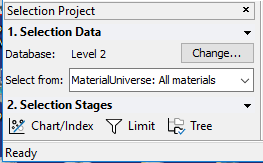 Selection Project
1. Selection Data
Database: Level 2 Change...
Select from: MaterialUniverse: All materials
2. Selection Stages
Chart/Index Limit Tree
Ready